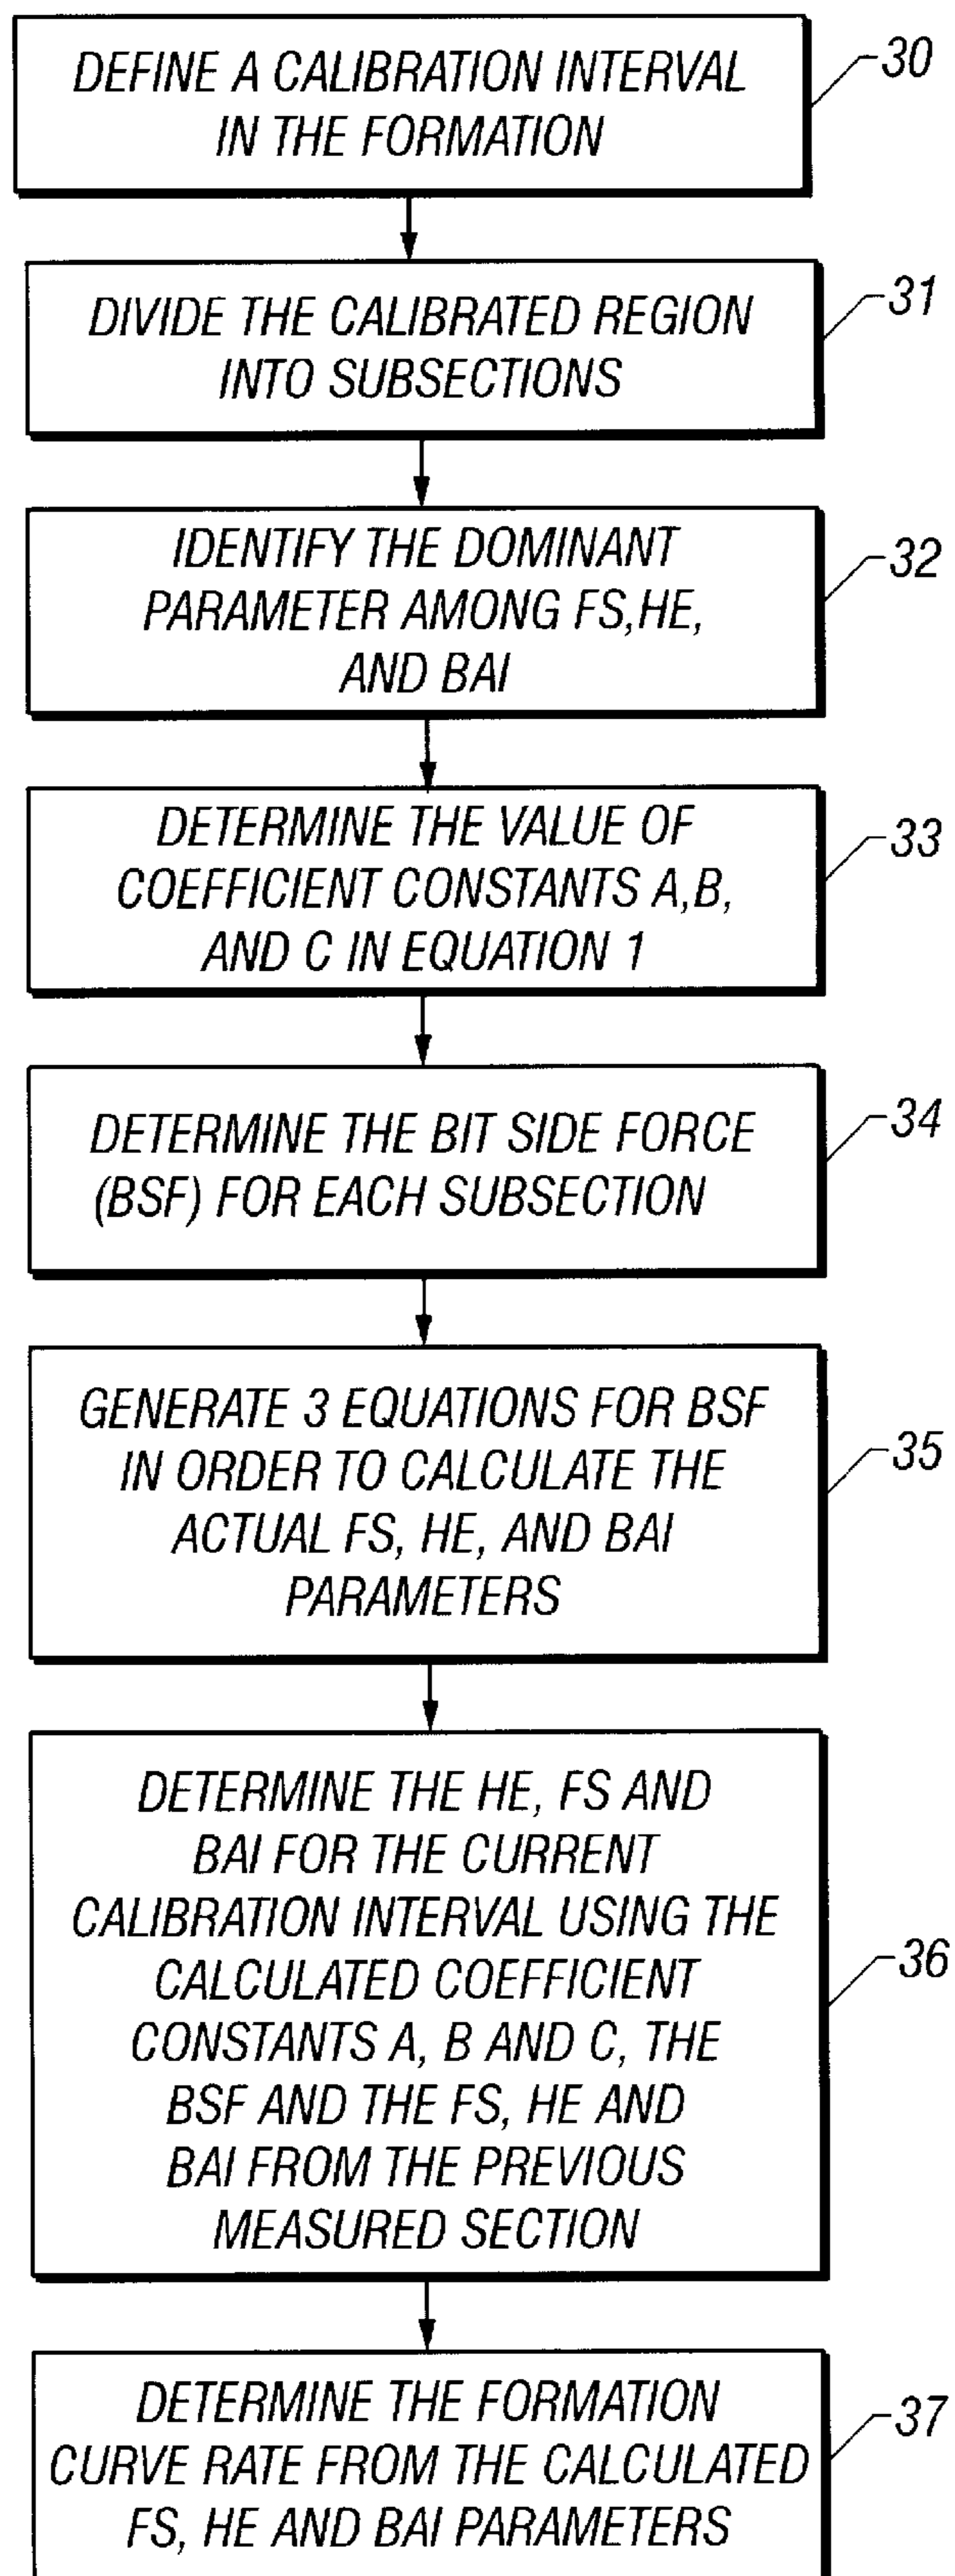 DEFINE A CALIBRATION INTERVAL
IN THE FORMATION
30
DIVIDE THE CALIBRATED REGION
INTO SUBSECTIONS
31
IDENTIFY THE DOMINANT
PARAMETER AMONG FS,HE,
AND BAI
32
DETERMINE THE VALUE OF
COEFFICIENT CONSTANTS A,B,
AND C IN EQUATION 1
33
DETERMINE THE BIT SIDE FORCE
(BSF) FOR EACH SUBSECTION
34
GENERATE 3 EQUATIONS FOR BSF
IN ORDER TO CALCULATE THE
ACTUAL FS, HE, AND BAI
PARAMETERS
35
DETERMINE THE HE, FS AND
BAI FOR THE CURRENT
CALIBRATION INTERVAL USING THE
CALCULATED COEFFICIENT
CONSTANTS A, B AND C, THE
BSF AND THE FS, HE AND
BAI FROM THE PREVIOUS
MEASURED SECTION
36
DETERMINE THE FORMATION
CURVE RATE FROM THE CALCULATED
FS, HE AND BAI PARAMETERS
37